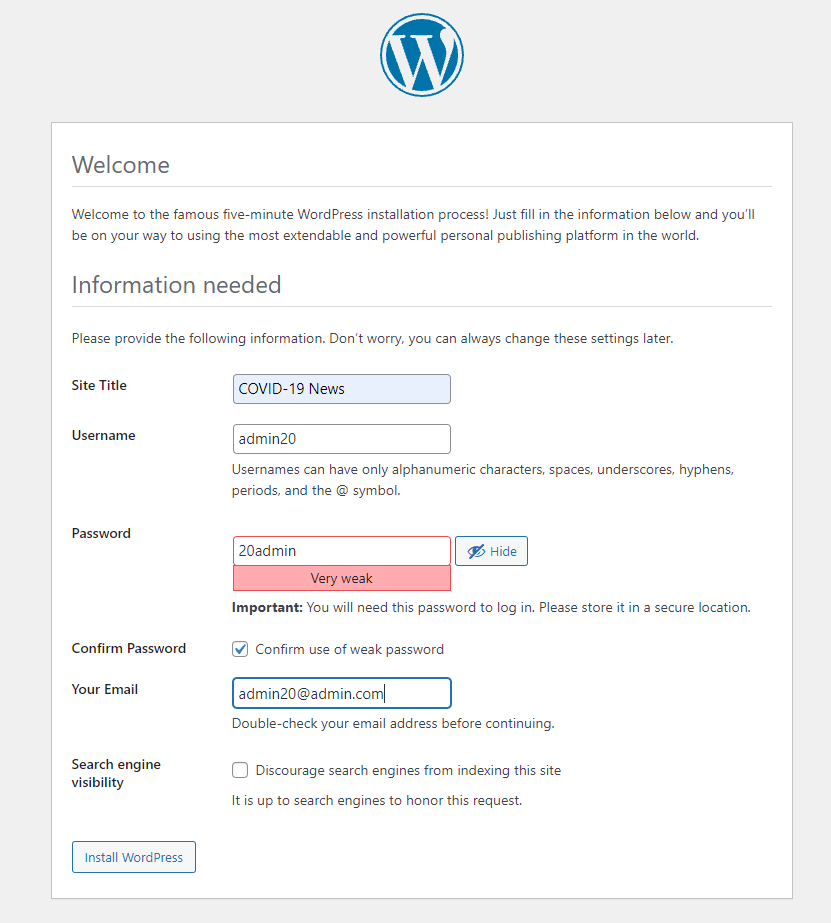 Welcome
Welcome to the famous five-minute WordPress installation process! Just fill in the information below and you’ll
be on your way to using the most extendable and powerful personal publishing platform in the world.
Information needed
Please provide the following information. Don’t worry, you can always change these settings later.
Site Title
COVID-19 News
Username
admin20
Usernames can have only alphanumeric characters, spaces, underscores, hyphens,
periods, and the @ symbol.
Password
20admin
Hide
Very weak
Important: You will need this password to log in. Please store it in a secure location.
Confirm Password
Confirm use of weak password
Your Email
admin20@admin.com
Double-check your email address before continuing.
Search engine
visibility
Discourage search engines from indexing this site
It is up to search engines to honor this request.
Install WordPress